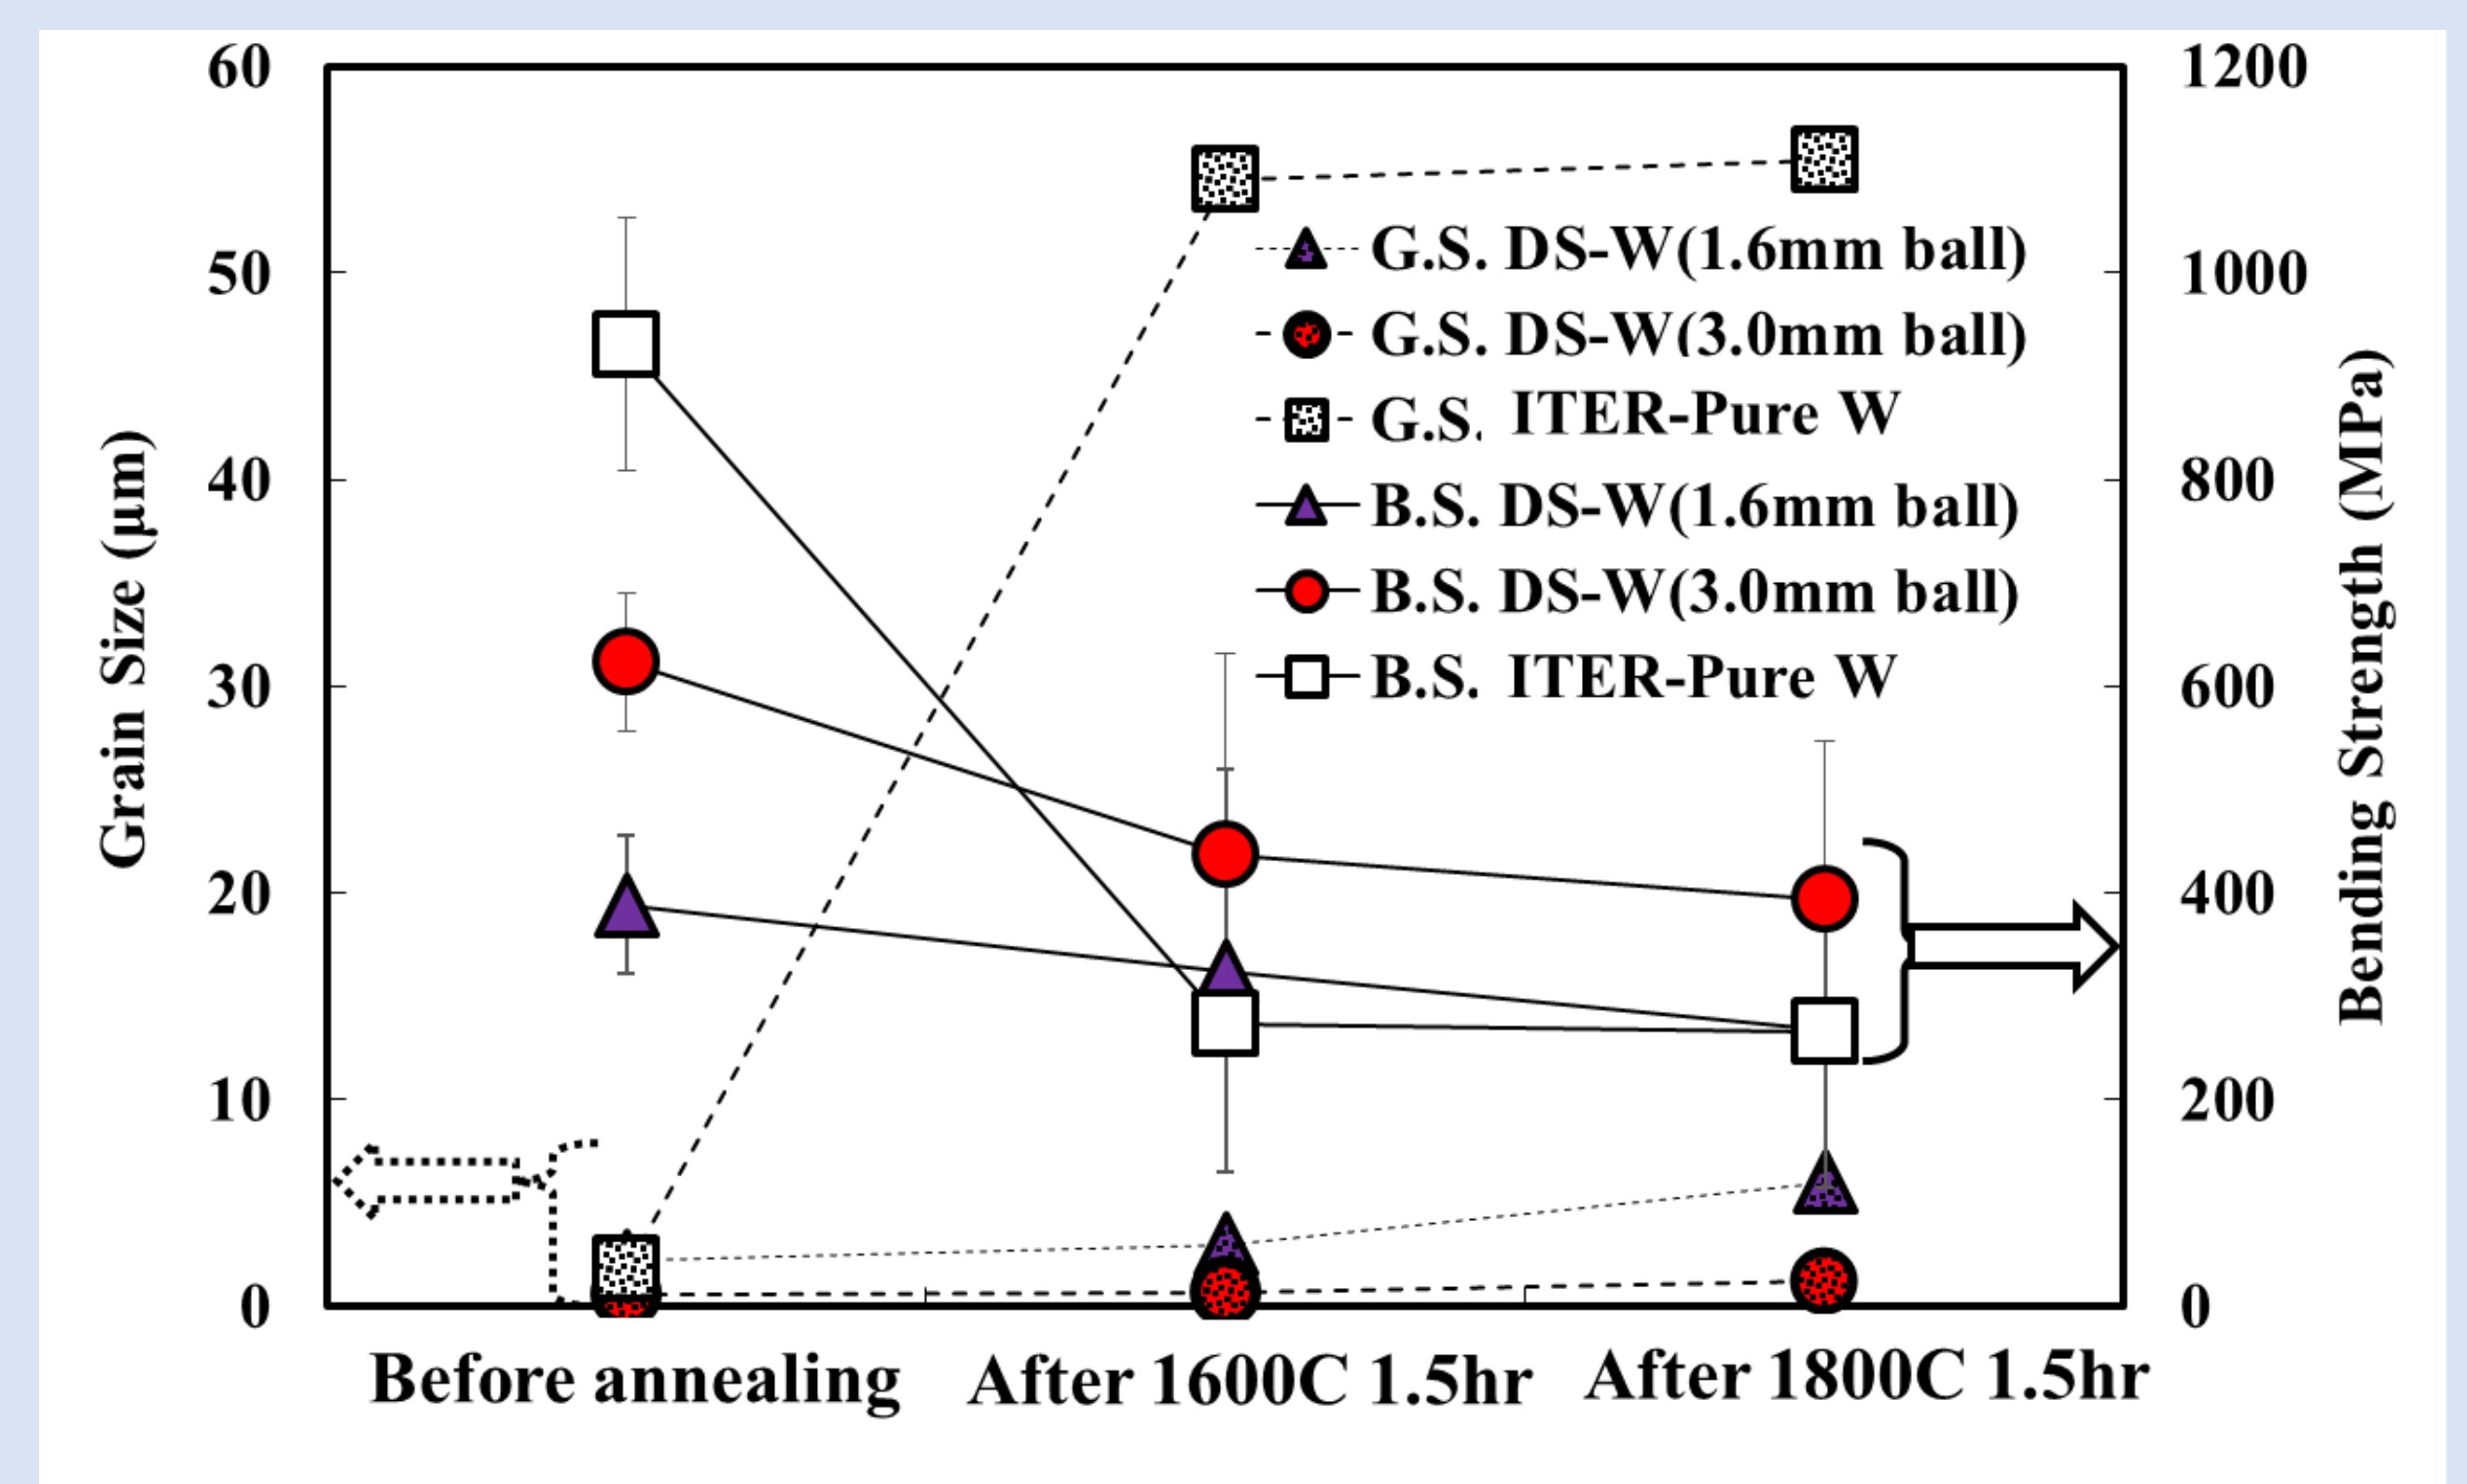 60
50
40
30
20
10
0
Grain Size (μm)
1200
1000
800
600
400
200
0
Bending Strength (MPa)
G.S. DS-W(1.6mm ball)
G.S. DS-W(3.0mm ball)
G.S. ITER-Pure W
B.S. DS-W(1.6mm ball)
B.S. DS-W(3.0mm ball)
B.S. ITER-Pure W
Before annealing
After 1600C 1.5hr
After 1800C 1.5hr